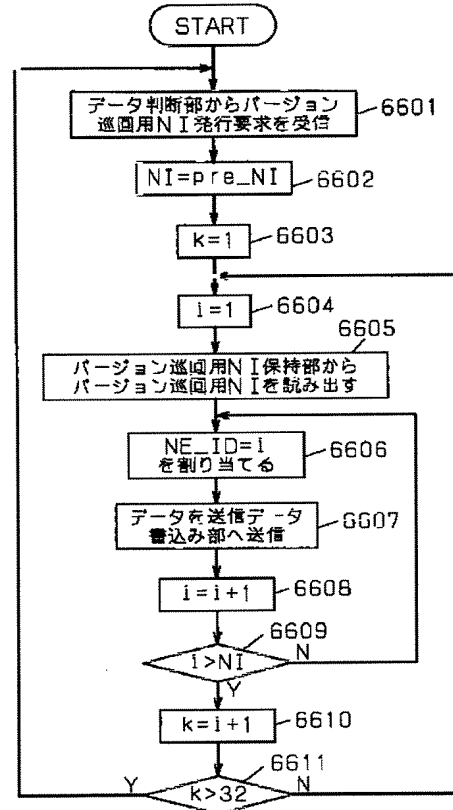 START
データ判断部からバージョン
巡回用NI発行要求を受信
6601
NI=pre_NI
6602
k=1
6603
i=1
6604
6605
バージョン巡回用NI保持部から
バージョン巡回用NIを読み出す
NE_ID=i
を割り当てる
6606
データを送信データ
書込み部へ送信
6607
i=i+1
6608
6609
i>NI
N
Y
k=i+1
6610
6611
Y
k>32
N